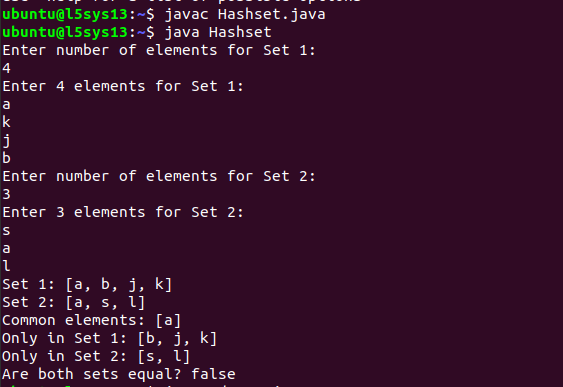 ubuntu@l5sys13:~$ javac Hashset.java
ubuntu@l5sys13:~$ java Hashset
Enter number of elements for Set 1:
4
Enter 4 elements for Set 1:
a
k
j
b
Enter number of elements for Set 2:
3
Enter 3 elements for Set 2:
s
a
l
Set 1: [a, b, j, k]
Set 2: [a, s, l]
Common elements: [a]
Only in Set 1: [b, j, k]
Only in Set 2: [s, l]
Are both sets equal? false